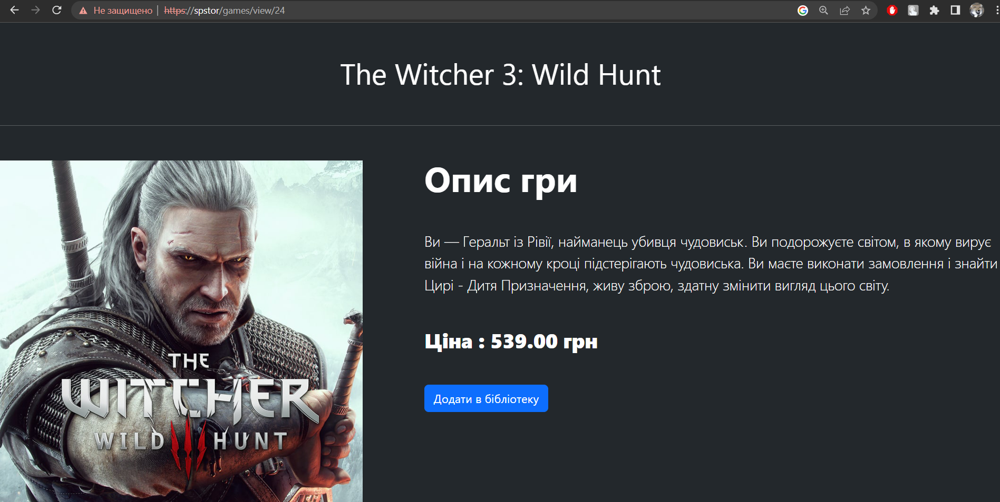 Не защищено | https://spstor/games/view/24
The Witcher 3: Wild Hunt
Опис гри
Ви — Геральт із Рівії, найманець убивця чудовиськ. Ви подорожуєте світом, в якому вирує
війна і на кожному кроці підстерігають чудовиська. Ви маєте виконати замовлення і знайти
Цирі - Дитя Призначення, живу зброю, здатну змінити вигляд цього світу.
Ціна : 539.00 грн
Додати в бібліотеку
THE
WITCHER®
WILD III HUNT